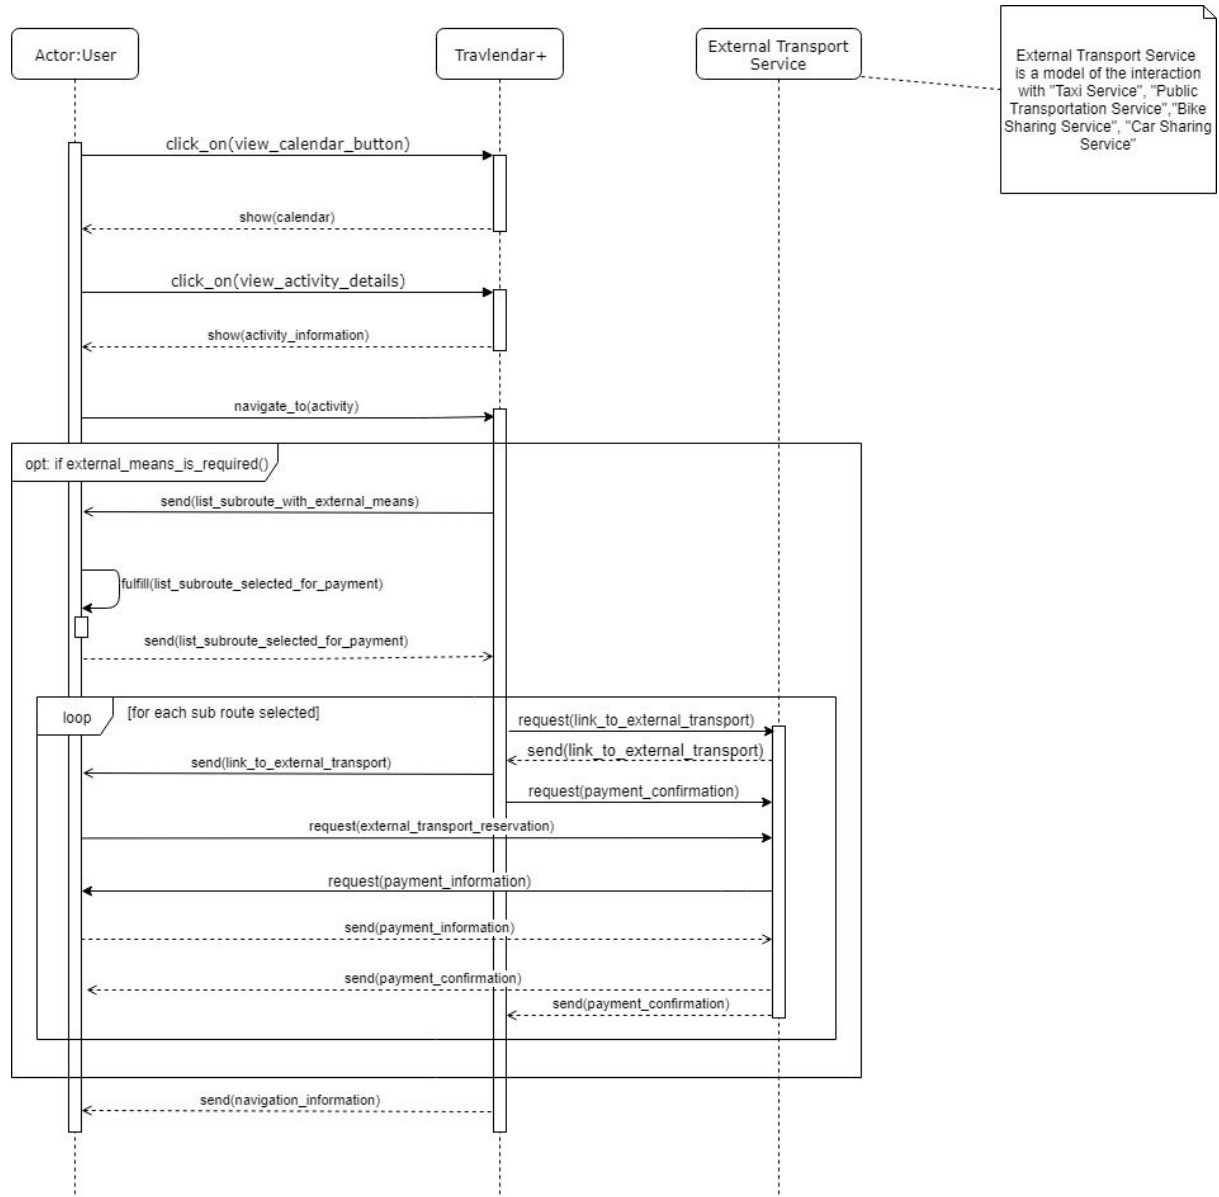 Actor:User
Travlendar+
External Transport
Service
External Transport Service
is a model of the interaction
with "Taxi Service", "Public
Transportation Service","Bike
Sharing Service", "Car Sharing
Service"
click_on(view_calendar_button)
show(calendar)
click_on(view_activity_details)
show(activity_information)
navigate_to(activity)
opt: if external_means_is_required()
send(list_subroute_with_external_means)
fulfill(list_subroute_selected_for_payment)
send(list_subroute_selected_for_payment)
loop
[for each sub route selected]
request(link_to_external_transport)
send(link_to_external_transport)
send(link_to_external_transport)
request(payment_confirmation)
request(external_transport_reservation)
request(payment_information)
send(payment_information)
send(payment_confirmation)
send(payment_confirmation)
send(navigation_information)